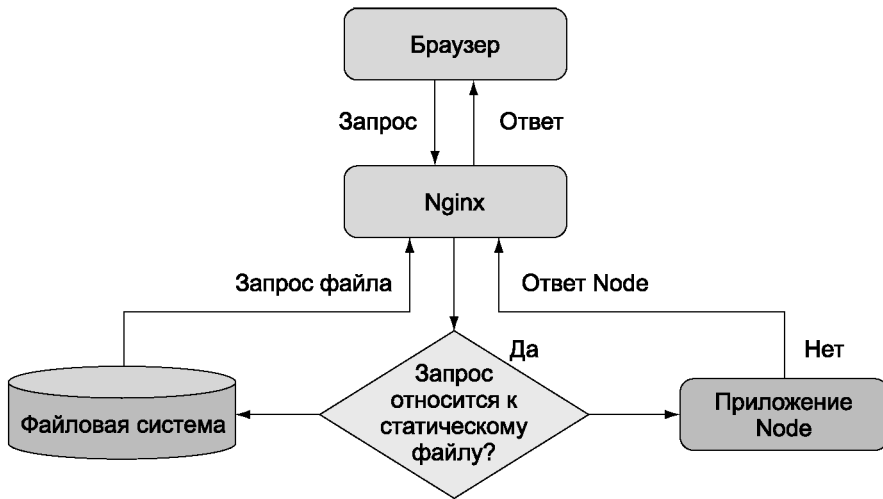 Браузер
Запрос
Ответ
Nginx
Запрос файла
Ответ Node
Да
Нет
Запрос
относится к
статическому
файлу?
Файловая система
Приложение
Node